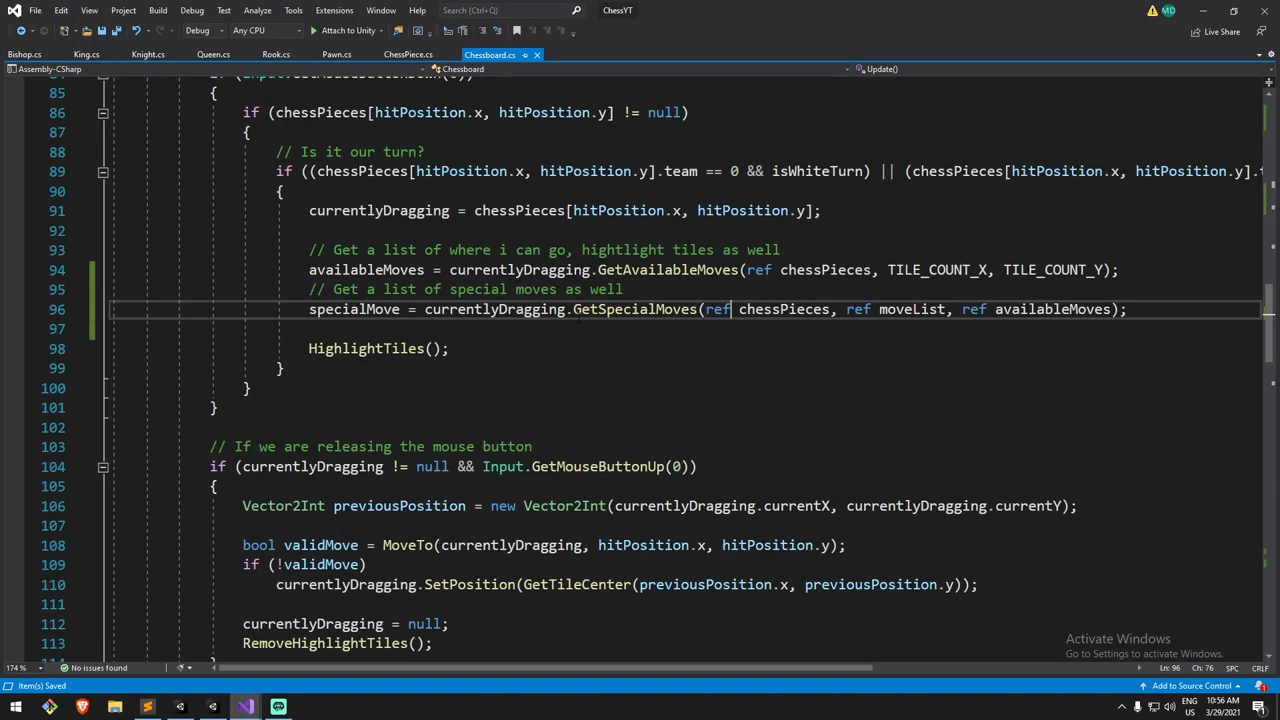 File Edit View Project Build Debug Test Analyze Tools Extensions Window Help Search (Ctrl+Q) ChessYT MD
Debug Any CPU Attach to Unity Live Share
Bishop.cs King.cs Knight.cs Queen.cs Rook.cs Pawn.cs ChessPiece.cs Chessboard.cs
Assembly-CSharp Chessboard Update()
85 {
86 if (chessPieces[hitPosition.x, hitPosition.y] != null)
87 {
88 // Is it our turn?
89 if ((chessPieces[hitPosition.x, hitPosition.y].team == 0 && isWhiteTurn) || (chessPieces[hitPosition.x, hitPosition.y].t
90 {
91 currentlyDragging = chessPieces[hitPosition.x, hitPosition.y];
92
93 // Get a list of where i can go, hightlight tiles as well
94 availableMoves = currentlyDragging.GetAvailableMoves(ref chessPieces, TILE_COUNT_X, TILE_COUNT_Y);
95 // Get a list of special moves as well
96 specialMove = currentlyDragging.GetSpecialMoves(ref chessPieces, ref moveList, ref availableMoves);
97
98 HighlightTiles();
99 }
100 }
101 }
102
103 // If we are releasing the mouse button
104 if (currentlyDragging != null && Input.GetMouseButtonUp(0))
105 {
106 Vector2Int previousPosition = new Vector2Int(currentlyDragging.currentX, currentlyDragging.currentY);
107
108 bool validMove = MoveTo(currentlyDragging, hitPosition.x, hitPosition.y);
109 if (!validMove)
110 currentlyDragging.SetPosition(GetTileCenter(previousPosition.x, previousPosition.y));
111
112 currentlyDragging = null;
113 RemoveHighlightTiles();
Activate Windows
Go to Settings to activate Windows.
174 % No issues found Ln: 96 Ch: 76 SPC CRLF
Item(s) Saved Add to Source Control 1
10:56 AM
US 3/29/2021